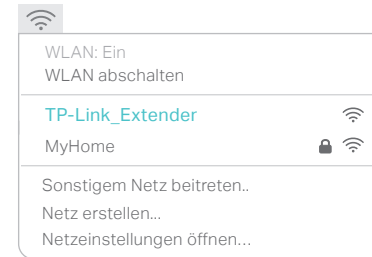 WLAN: Ein
WLAN abschalten
TP-Link_Extender
MyHome
Sonstigem Netz beitreten..
Netz erstellen...
Netzeinstellungen öffnen...